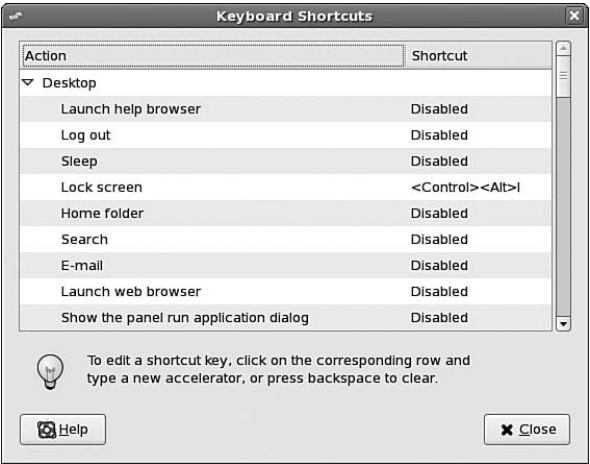 Keyboard Shortcuts
Action Shortcut
Desktop
Launch help browser Disabled
Log out Disabled
Sleep Disabled
Lock screen <Control><Alt>l
Home folder Disabled
Search Disabled
E-mail Disabled
Launch web browser Disabled
Show the panel run application dialog Disabled
To edit a shortcut key, click on the corresponding row and
type a new accelerator, or press backspace to clear.
Help Close